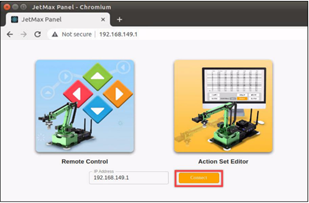 JetMax Panel - Chromium
JetMax Panel
Not secure | 192.168.149.1
Remote Control
Action Set Editor
IP Address
192.168.149.1
Connect